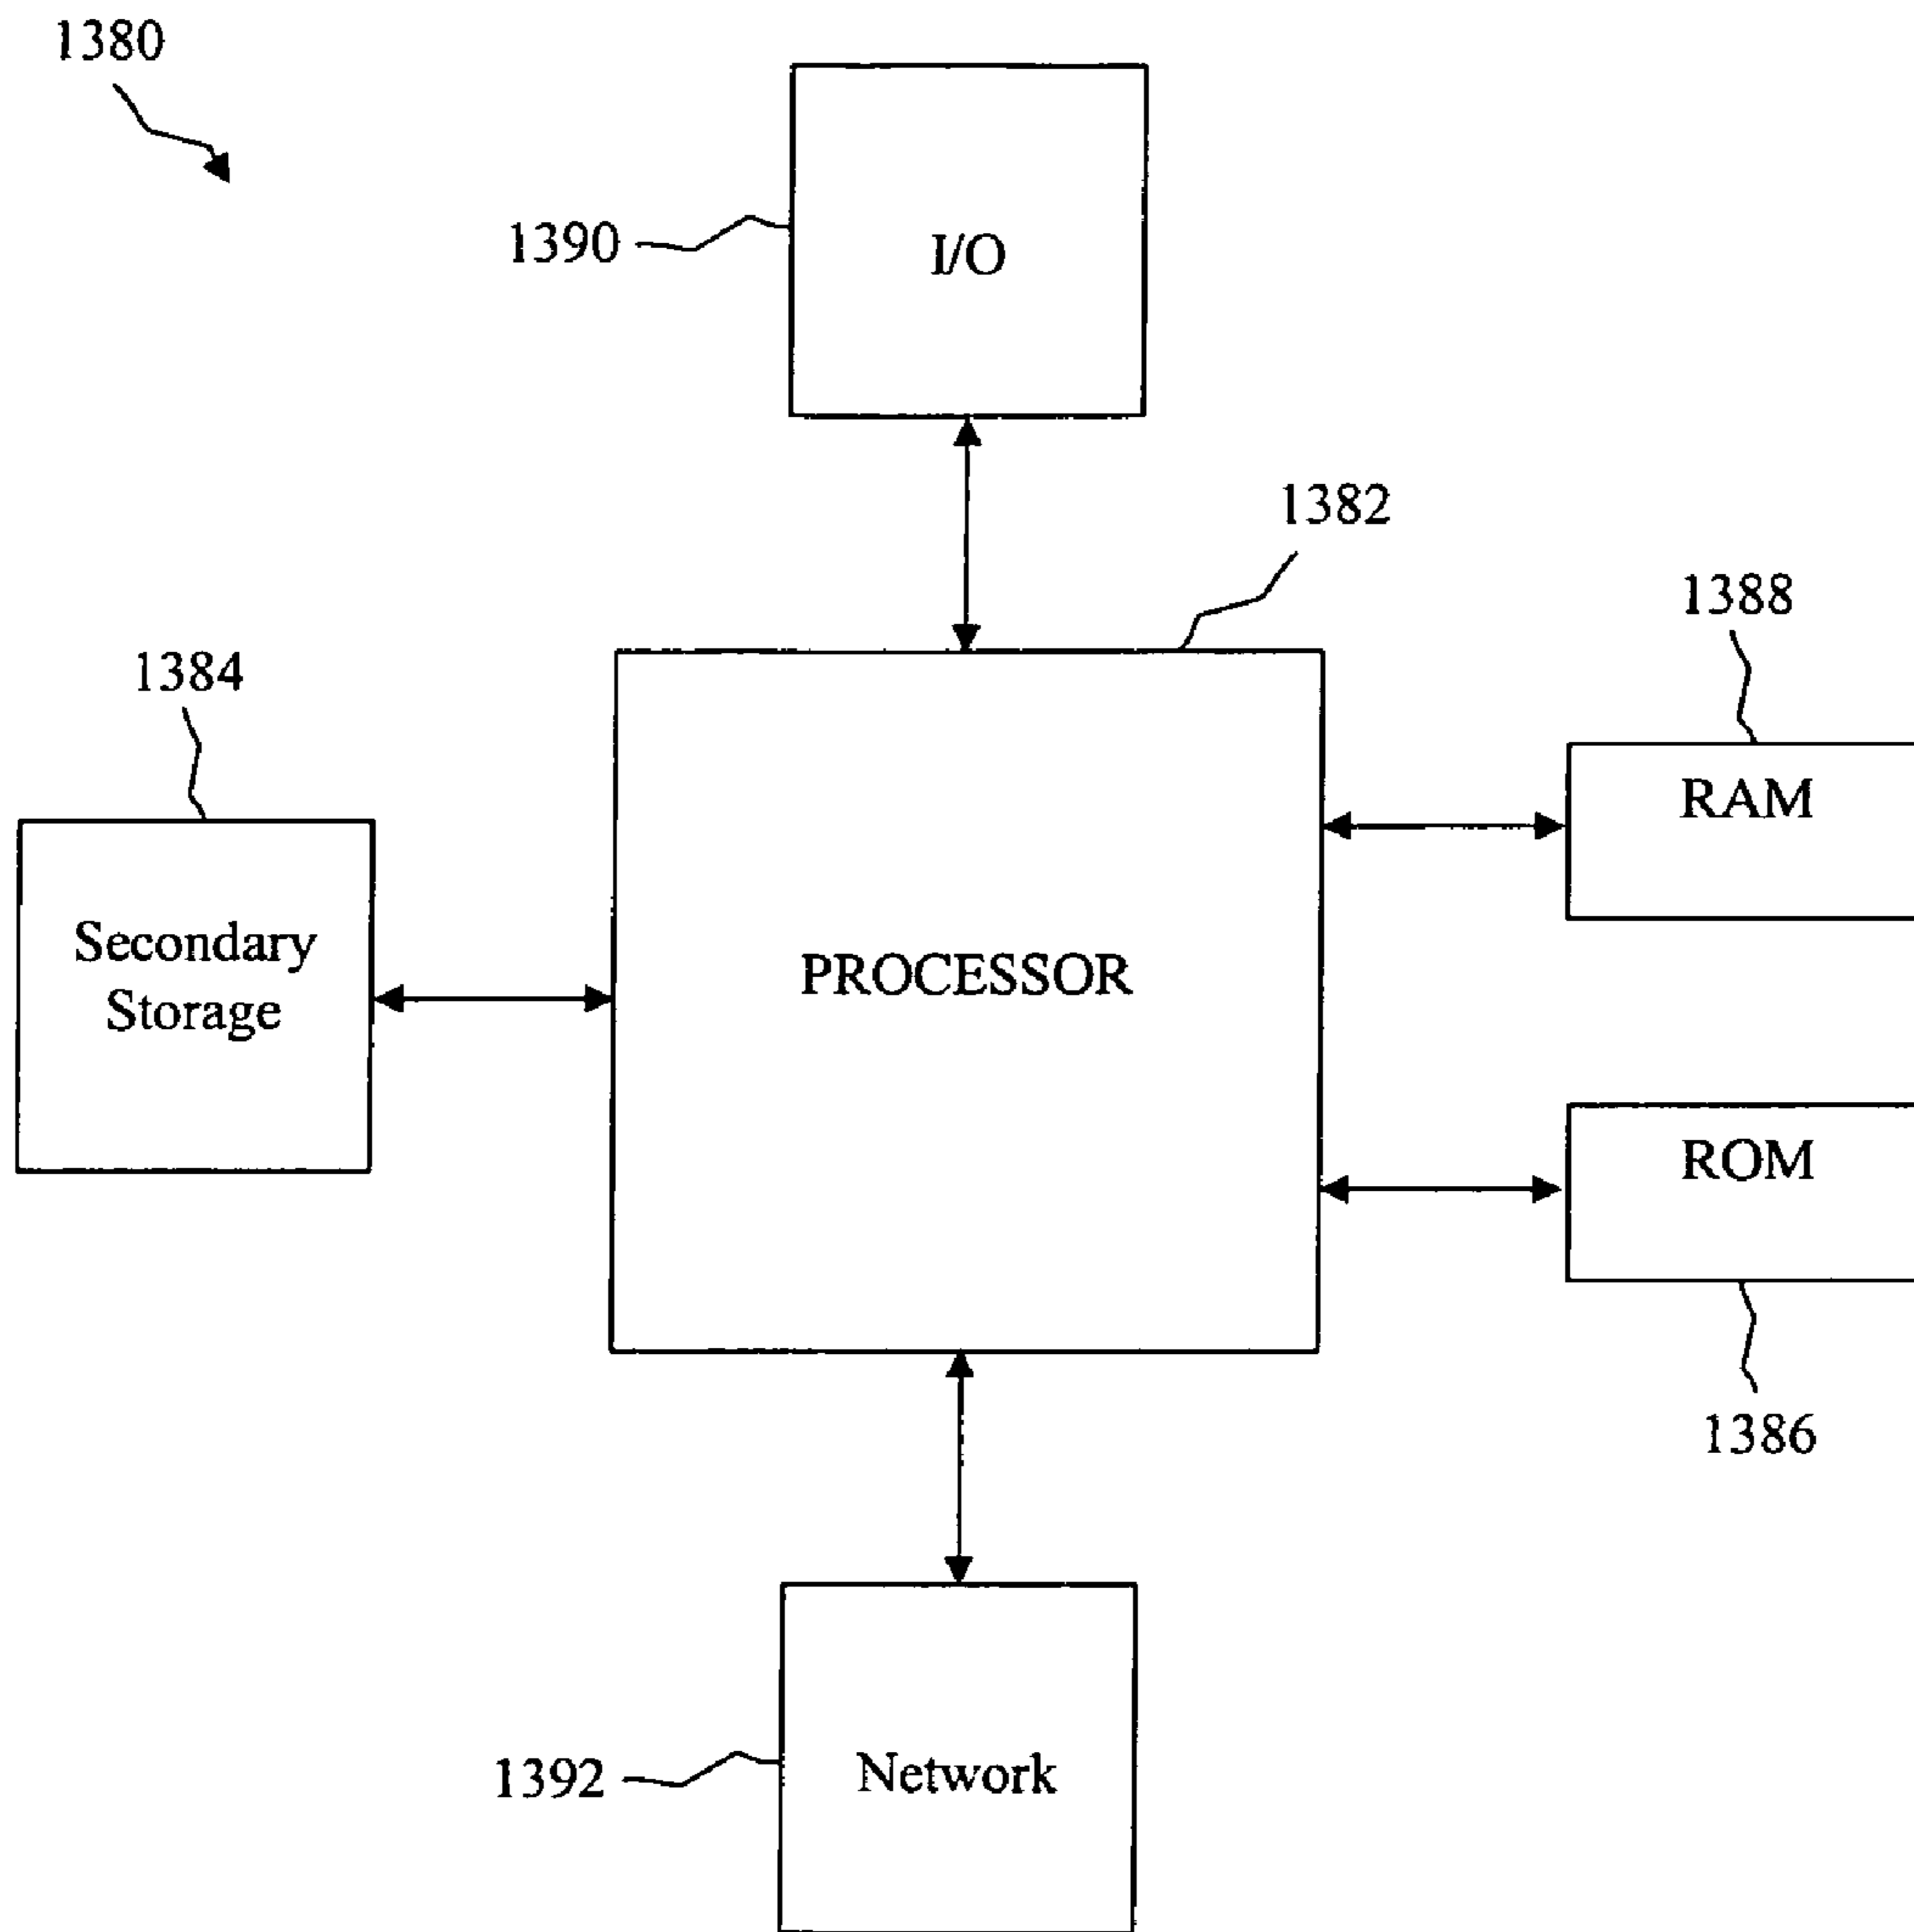 1380
1390
I/O
1382
1388
1384
RAM
Secondary
Storage
PROCESSOR
ROM
1386
1392
Network